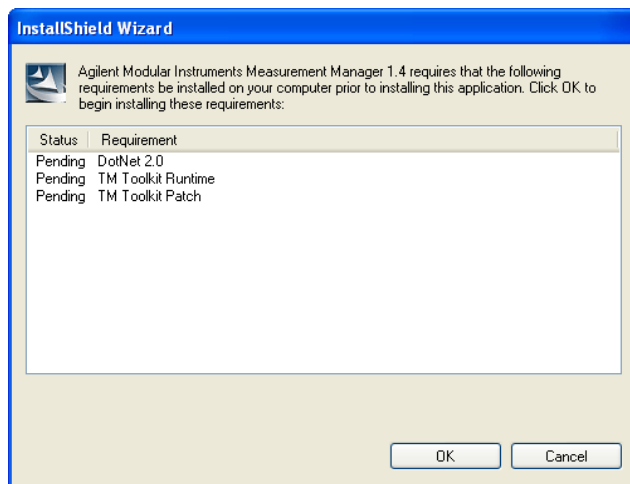 InstallShield Wizard
Agilent Modular Instruments Measurement Manager 1.4 requires that the following
requirements be installed on your computer prior to installing this application. Click OK to
begin installing these requirements:
Status Requirement
Pending DotNet 2.0
Pending TM Toolkit Runtime
Pending TM Toolkit Patch
OK Cancel